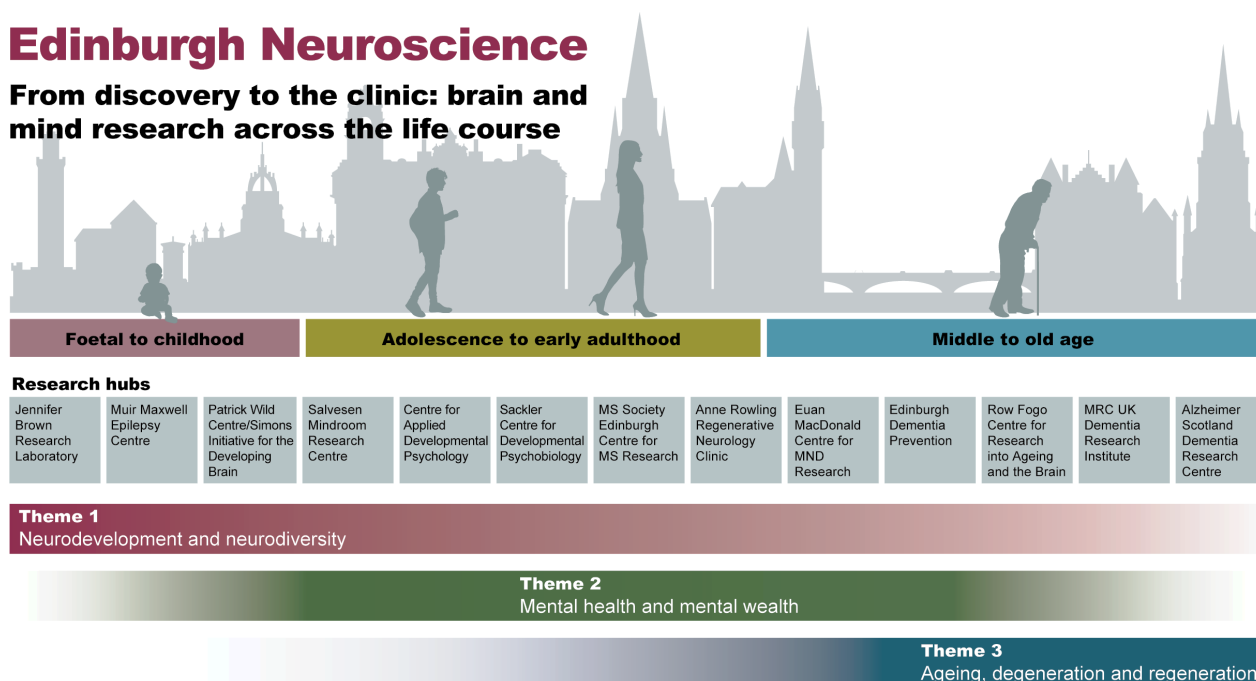 Edinburgh Neuroscience
From discovery to the clinic: brain and
mind research across the life course
Foetal to childhood
Adolescence to early adulthood
Middle to old age
Research hubs
Jennifer
Brown
Research
Laboratory
Muir Maxwell
Epilepsy
Centre
Patrick Wild
Centre/Simons
Initiative for the
Developing
Brain
Salvesen
Mindroom
Research
Centre
Centre for
Applied
Developmental
Psychology
Sackler
Centre for
Developmental
Psychobiology
MS Society
Edinburgh
Centre for
MS Research
Anne Rowling
Regenerative
Neurology
Clinic
Euan
MacDonald
Centre for
MND
Research
Edinburgh
Dementia
Prevention
Row Fogo
Centre for
Research
into Ageing
and the Brain
MRC UK
Dementia
Research
Institute
Alzheimer
Scotland
Dementia
Research
Centre
Theme 1
Neurodevelopment and neurodiversity
Theme 2
Mental health and mental wealth
Theme 3
Ageing, degeneration and regeneration